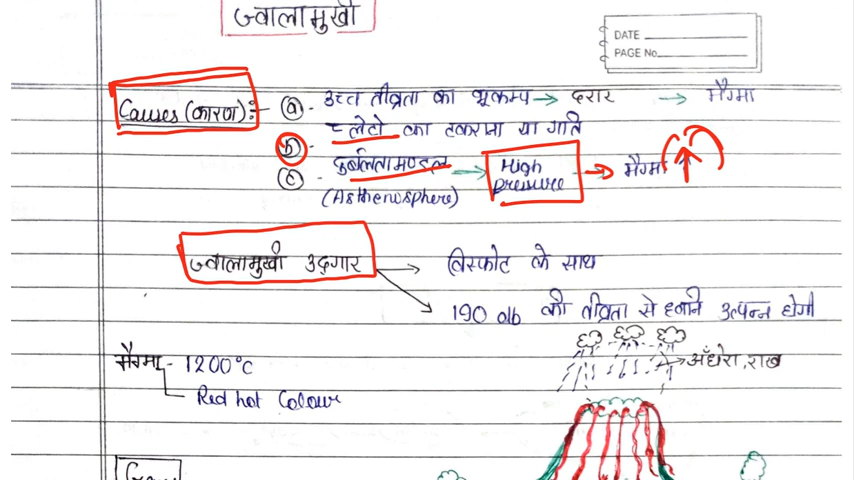 ज्वालामुखी
DATE
PAGE No.
Causes (कारण) :- (a) - उच्च तीव्रता का भूकम्प → दरार → मैग्मा
(b) - प्लेटो का टकराना या गति
(c) - दुर्बलतामण्डल → High Pressure → मैग्मा ↑
(Asthenosphere)
ज्वालामुखी उद्गार → विस्फोट के साथ
→ 190 db की तीव्रता से ध्वनि उत्पन्न होगी
→ अँधेरा, राख
मैग्मा - 1200°C
Red hot Colour